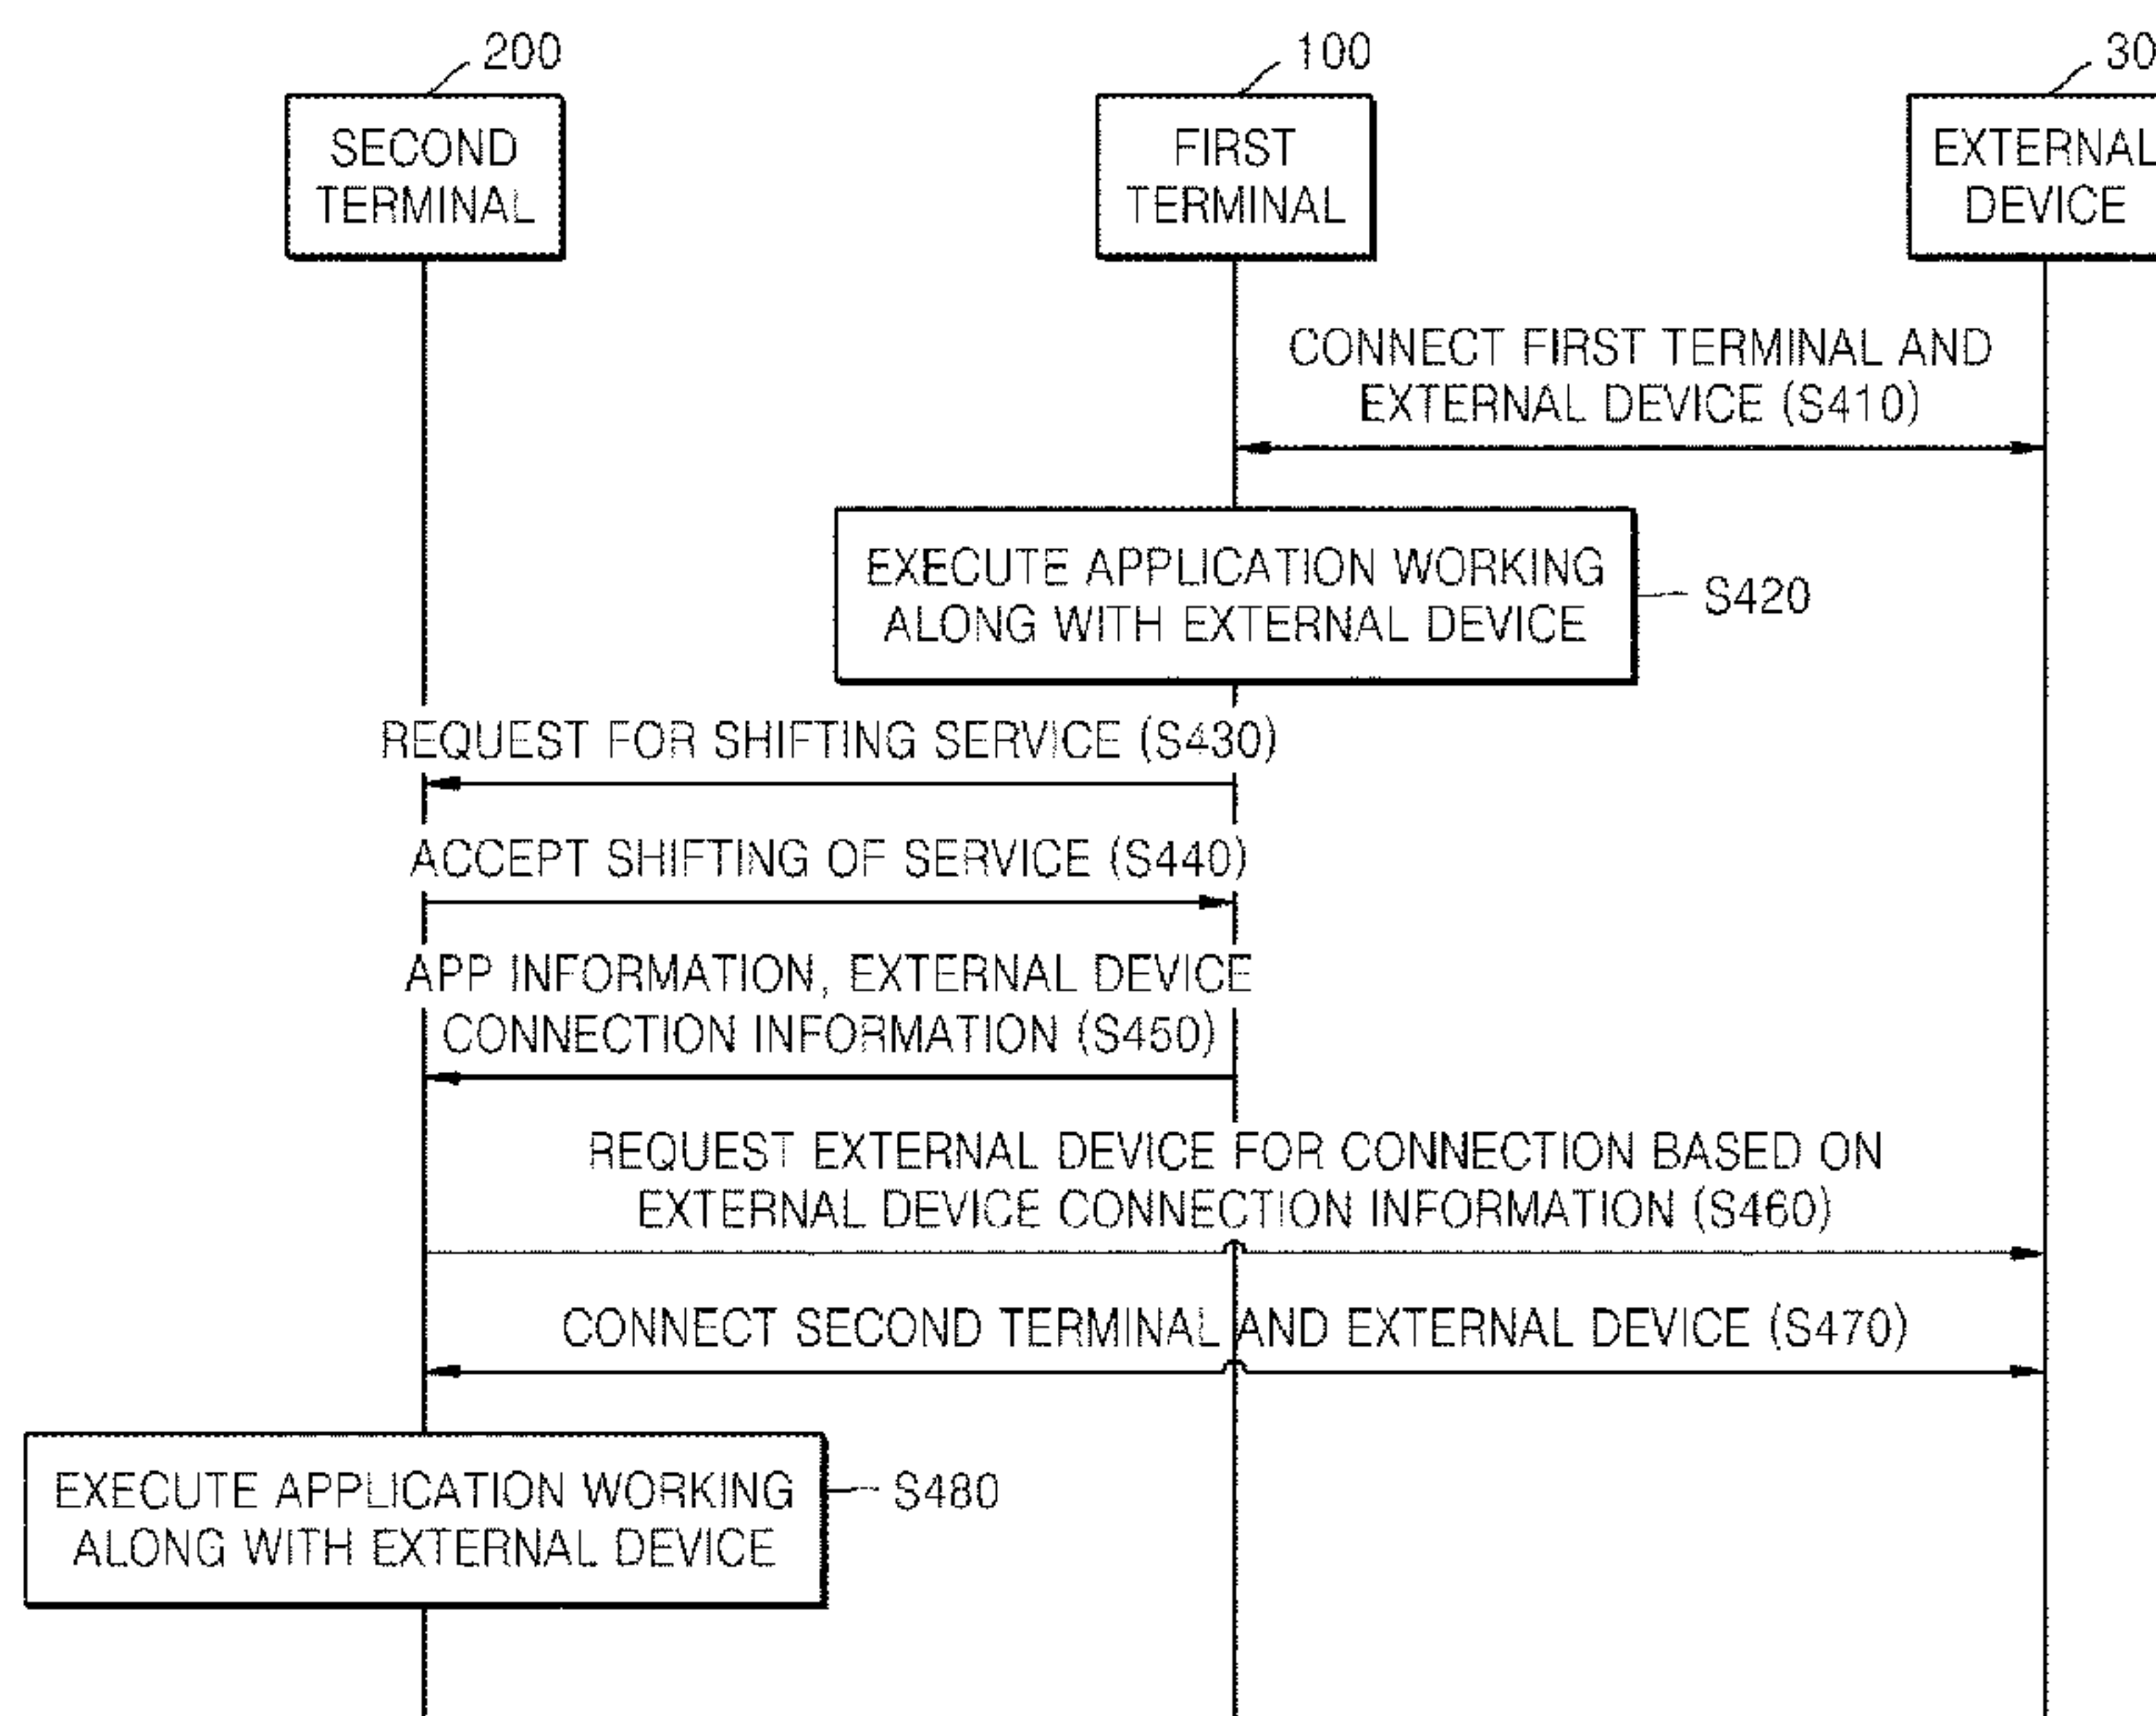 200
100
30
SECOND
TERMINAL
FIRST
TERMINAL
EXTERNAL
DEVICE
CONNECT FIRST TERMINAL AND
EXTERNAL DEVICE (S410)
EXECUTE APPLICATION WORKING
ALONG WITH EXTERNAL DEVICE
S420
REQUEST FOR SHIFTING SERVICE (S430)
ACCEPT SHIFTING OF SERVICE (S440)
APP INFORMATION, EXTERNAL DEVICE
CONNECTION INFORMATION (S450)
REQUEST EXTERNAL DEVICE FOR CONNECTION BASED ON
EXTERNAL DEVICE CONNECTION INFORMATION (S460)
CONNECT SECOND TERMINAL AND EXTERNAL DEVICE (S470)
EXECUTE APPLICATION WORKING
ALONG WITH EXTERNAL DEVICE
S480